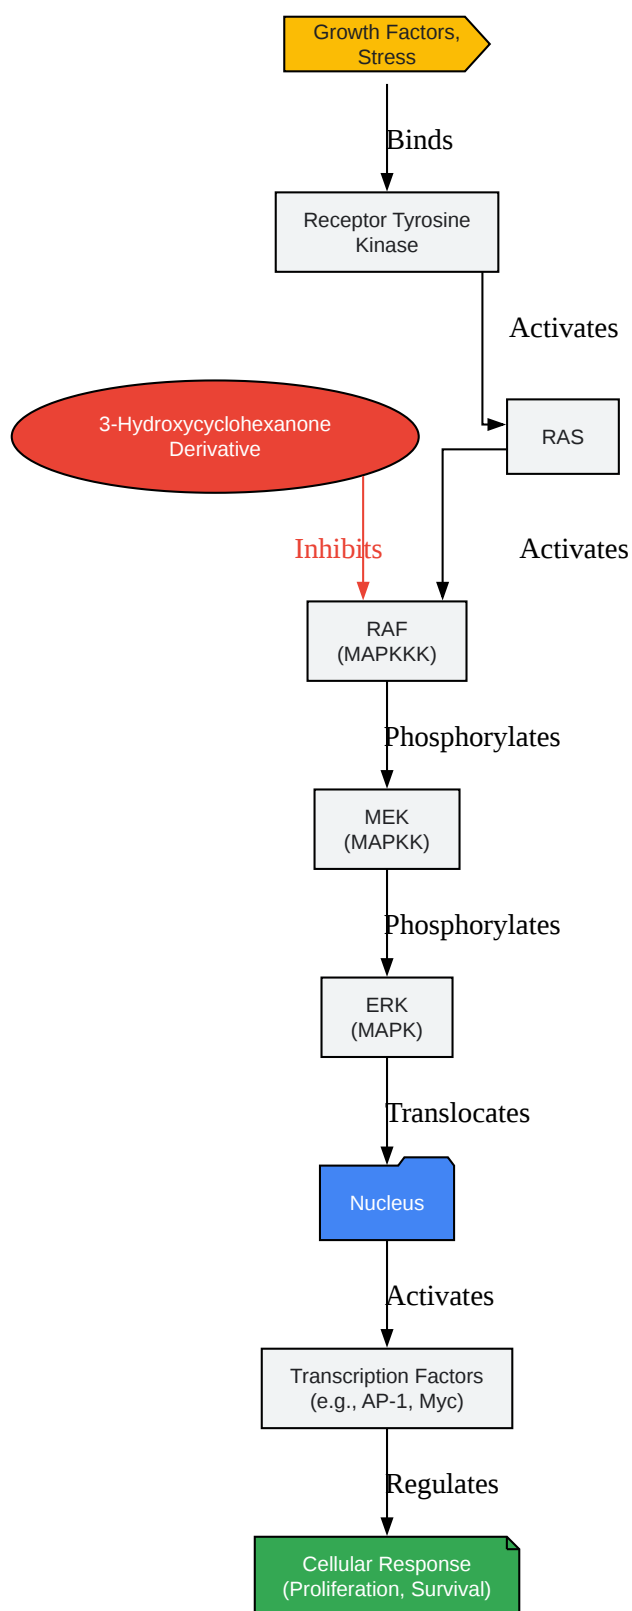 Growth Factors,
Stress
Binds
Receptor Tyrosine
Kinase
Activates
3-Hydroxycyclohexanone
Derivative
RAS
Inhibits
Activates
RAF
(MAPKKK)
Phosphorylates
MEK
(MAPKK)
Phosphorylates
ERK
(MAPK)
Translocates
Nucleus
Activates
Transcription Factors
(e.g., AP-1, Myc)
Regulates
Cellular Response
(Proliferation, Survival)